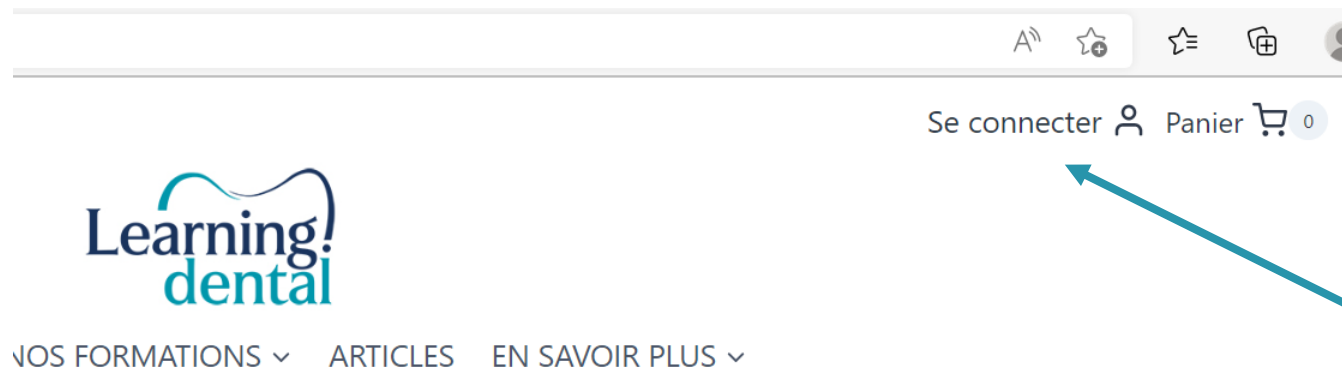 Se connecter Panier 0
Learning!
dental
NOS FORMATIONS ARTICLES EN SAVOIR PLUS